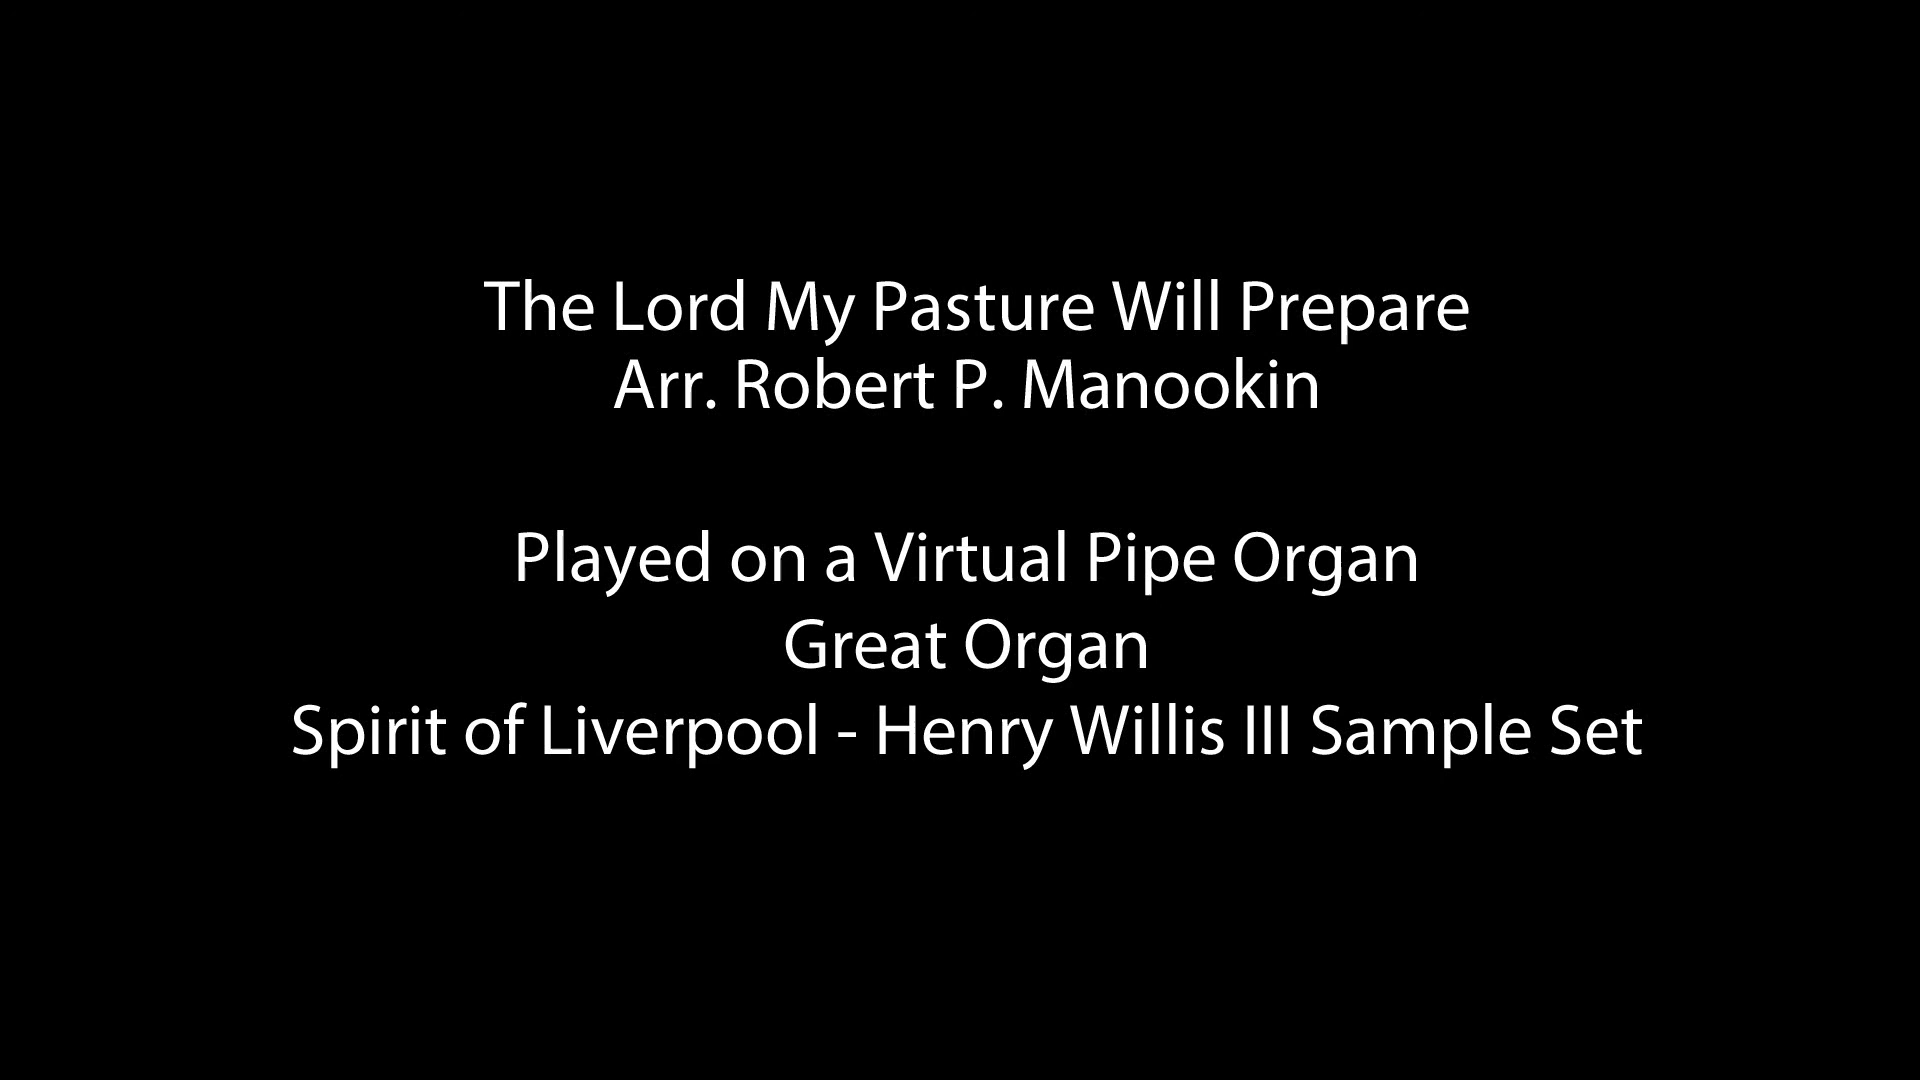 The Lord My Pasture Will Prepare
Arr. Robert P. Manookin
Played on a Virtual Pipe Organ
Great Organ
Spirit of Liverpool - Henry Willis III Sample Set